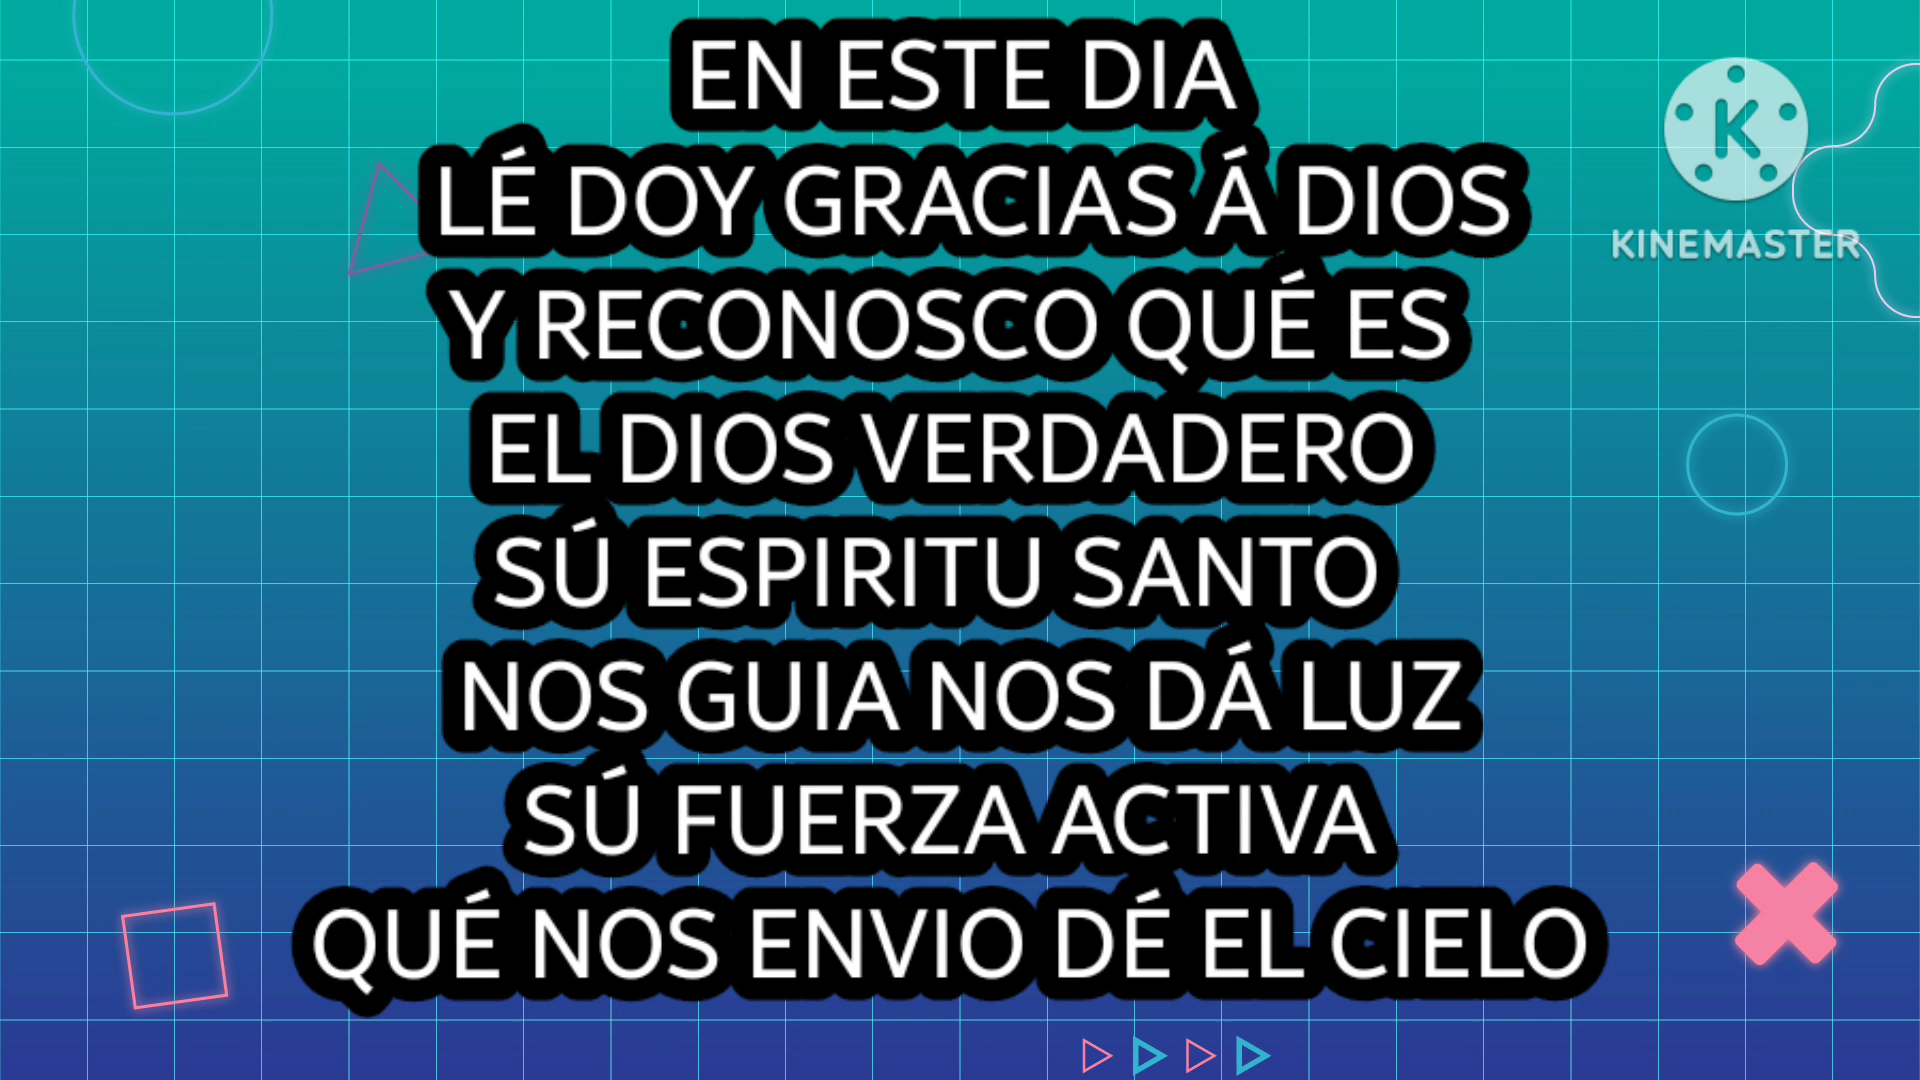 EN ESTE DIA
LÉ DOY GRACIAS Á DIOS
Y RECONOSCO QUÉ ES
EL DIOS VERDADERO
SÚ ESPIRITU SANTO
NOS GUIA NOS DÁ LUZ
SÚ FUERZA ACTIVA
QUÉ NOS ENVIO DÉ EL CIELO
K
KINEMASTER